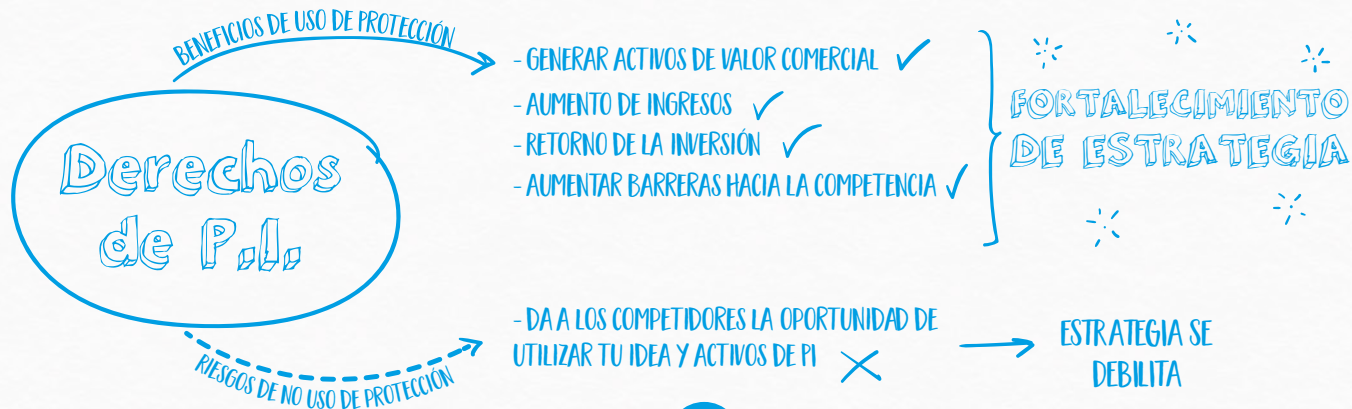 BENEFICIOS DE USO DE PROTECCIÓN
- GENERAR ACTIVOS DE VALOR COMERCIAL
- AUMENTO DE INGRESOS
- RETORNO DE LA INVERSIÓN
- AUMENTAR BARRERAS HACIA LA COMPETENCIA
FORTALECIMIENTO
DE ESTRATEGIA
Derechos
de P.I.
RIESGOS DE NO USO DE PROTECCIÓN
- DA A LOS COMPETIDORES LA OPORTUNIDAD DE
UTILIZAR TU IDEA Y ACTIVOS DE PI
ESTRATEGIA SE
DEBILITA